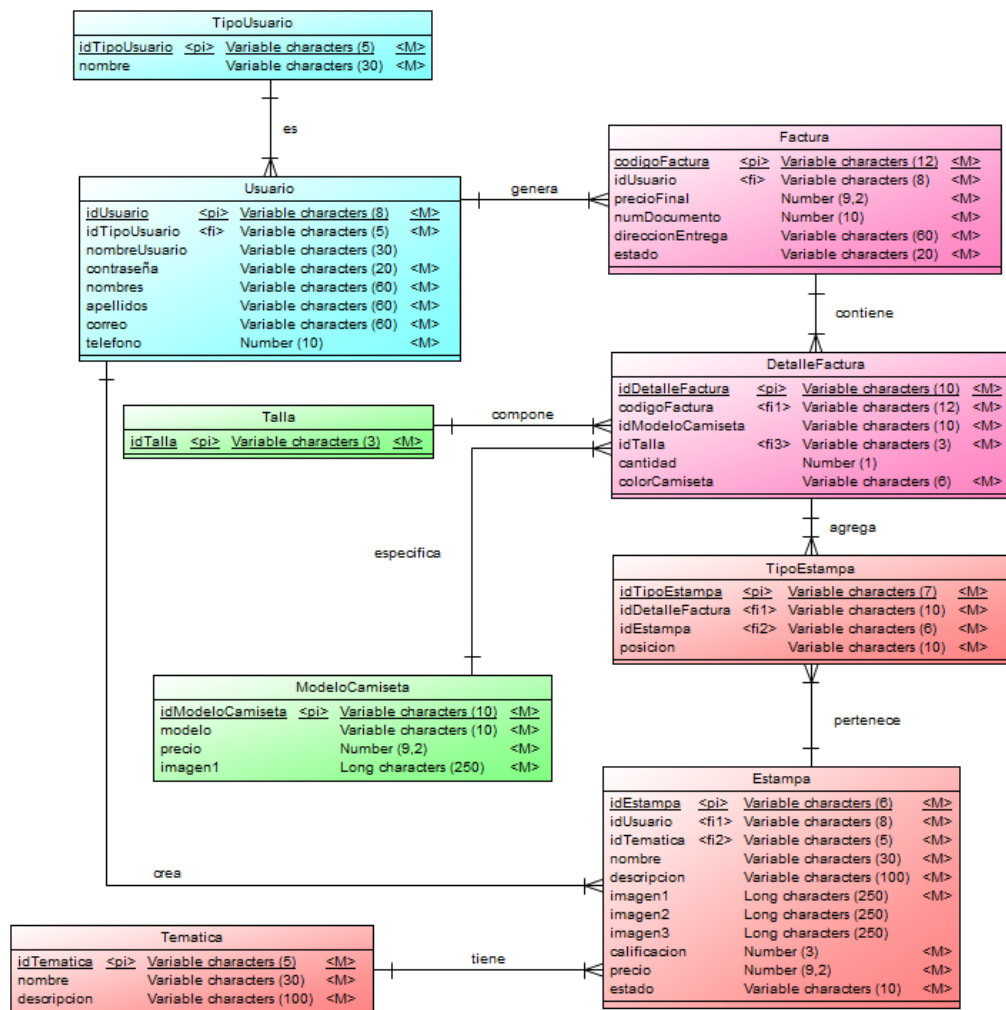 TipoUsuario
idTipoUsuario <pi> Variable characters (5) <M>
nombre Variable characters (30) <M>
es
Usuario
idUsuario <pi> Variable characters (8) <M>
idTipoUsuario <fi> Variable characters (5) <M>
nombreUsuario Variable characters (30)
contraseña Variable characters (20) <M>
nombres Variable characters (60) <M>
apellidos Variable characters (60) <M>
correo Variable characters (60) <M>
telefono Number (10) <M>
genera
Factura
codigoFactura <pi> Variable characters (12) <M>
idUsuario <fi> Variable characters (8) <M>
precioFinal Number (9,2) <M>
numDocumento Number (10) <M>
direccionEntrega Variable characters (60) <M>
estado Variable characters (20) <M>
contiene
DetalleFactura
idDetalleFactura <pi> Variable characters (10) <M>
codigoFactura <fi1> Variable characters (12) <M>
idModeloCamiseta Variable characters (10) <M>
idTalla <fi3> Variable characters (3) <M>
cantidad Number (1)
colorCamiseta Variable characters (6) <M>
Talla
idTalla <pi> Variable characters (3) <M>
compone
agrega
especifica
TipoEstampa
idTipoEstampa <pi> Variable characters (7) <M>
idDetalleFactura <fi1> Variable characters (10) <M>
idEstampa <fi2> Variable characters (6) <M>
posicion Variable characters (10) <M>
ModeloCamiseta
idModeloCamiseta <pi> Variable characters (10) <M>
modelo Variable characters (10) <M>
precio Number (9,2) <M>
imagen1 Long characters (250) <M>
pertenece
Estampa
idEstampa <pi> Variable characters (6) <M>
idUsuario <fi1> Variable characters (8) <M>
idTematica <fi2> Variable characters (5) <M>
nombre Variable characters (30) <M>
descripcion Variable characters (100) <M>
imagen1 Long characters (250) <M>
imagen2 Long characters (250)
imagen3 Long characters (250)
calificacion Number (3) <M>
precio Number (9,2) <M>
estado Variable characters (10) <M>
crea
Tematica
idTematica <pi> Variable characters (5) <M>
nombre Variable characters (30) <M>
descripcion Variable characters (100) <M>
tiene